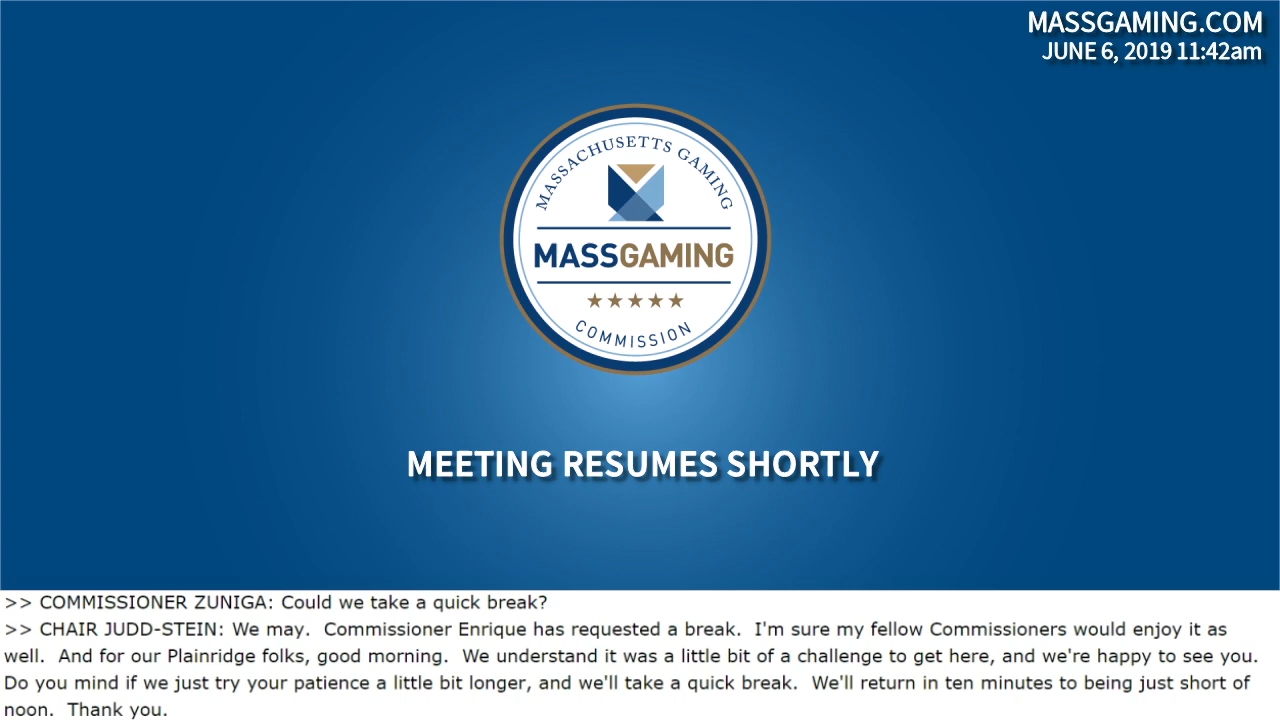 MASSGAMING.COM
JUNE 6, 2019 11:42am
MASSACHUSETTS GAMING
MASSGAMING
COMMISSION
MEETING RESUMES SHORTLY
>> COMMISSIONER ZUNIGA: Could we take a quick break?
>> CHAIR JUDD-STEIN: We may.  Commissioner Enrique has requested a break.  I'm sure my fellow Commissioners would enjoy it as
well.  And for our Plainridge folks, good morning.  We understand it was a little bit of a challenge to get here, and we're happy to see you.
Do you mind if we just try your patience a little bit longer, and we'll take a quick break.  We'll return in ten minutes to being just short of
noon.  Thank you.